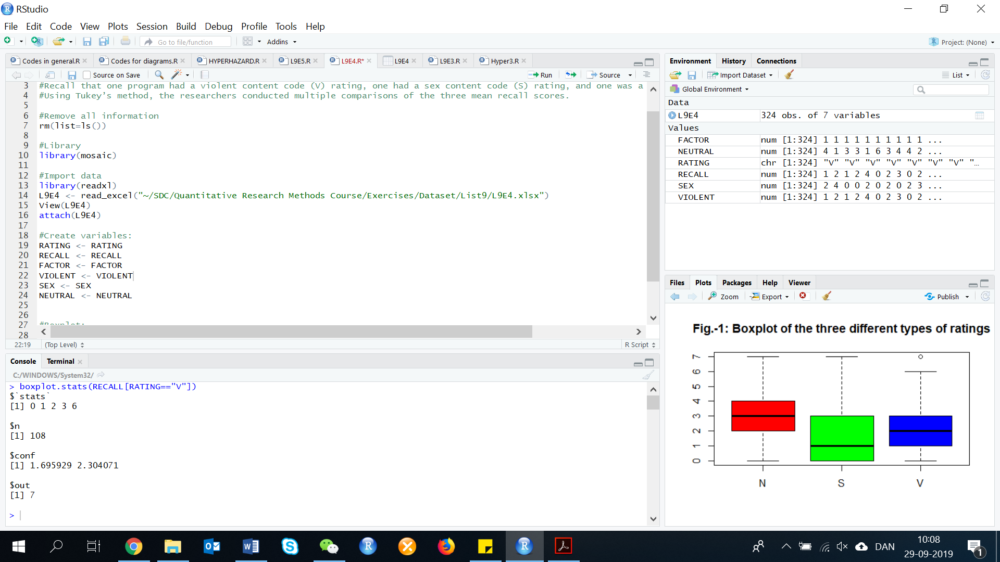 RStudio
File Edit Code View Plots Session Build Debug Profile Tools Help
Go to file/function Addins Project: (None)
Codes in general.R Codes for diagrams.R HYPERHAZARD.R L9E5.R L9E4.R* L9E4 L9E3.R Hyper3.R
Source on Save Run Source
3 #Recall that one program had a violent content code (V) rating, one had a sex content code (S) rating, and one was a
4 #Using Tukey’s method, the researchers conducted multiple comparisons of the three mean recall scores.
5
6 #Remove all information
7 rm(list=ls())
8
9 #Library
10 library(mosaic)
11
12 #Import data
13 library(readxl)
14 L9E4 <- read_excel("~/SDC/Quantitative Research Methods Course/Exercises/Dataset/List9/L9E4.xlsx")
15 View(L9E4)
16 attach(L9E4)
17
18 #Create variables:
19 RATING <- RATING
20 RECALL <- RECALL
21 FACTOR <- FACTOR
22 VIOLENT <- VIOLENT
23 SEX <- SEX
24 NEUTRAL <- NEUTRAL
25
26
27 #Boxplot:
28
22:19 (Top Level) R Script
Console Terminal
C:/WINDOWS/System32/
> boxplot.stats(RECALL[RATING=="V"])
$`stats`
[1] 0 1 2 3 6
$n
[1] 108
$conf
[1] 1.695929 2.304071
$out
[1] 7
>
Environment History Connections
Import Dataset List
Global Environment
Data
L9E4 324 obs. of 7 variables
Values
FACTOR num [1:324] 1 1 1 1 1 1 1 1 1 1 ...
NEUTRAL num [1:324] 4 1 3 3 1 6 3 4 4 2 ...
RATING chr [1:324] "V" "V" "V" "V" "V" "V" "V" "…
RECALL num [1:324] 1 2 1 2 4 0 2 3 0 2 ...
SEX num [1:324] 2 4 0 0 2 0 2 0 2 3 ...
VIOLENT num [1:324] 1 2 1 2 4 0 2 3 0 2 ...
Files Plots Packages Help Viewer
Zoom Export Publish
Fig.-1: Boxplot of the three different types of ratings
7
6
5
4
3
2
1
0
N S V
DAN 10:08
29-09-2019
1